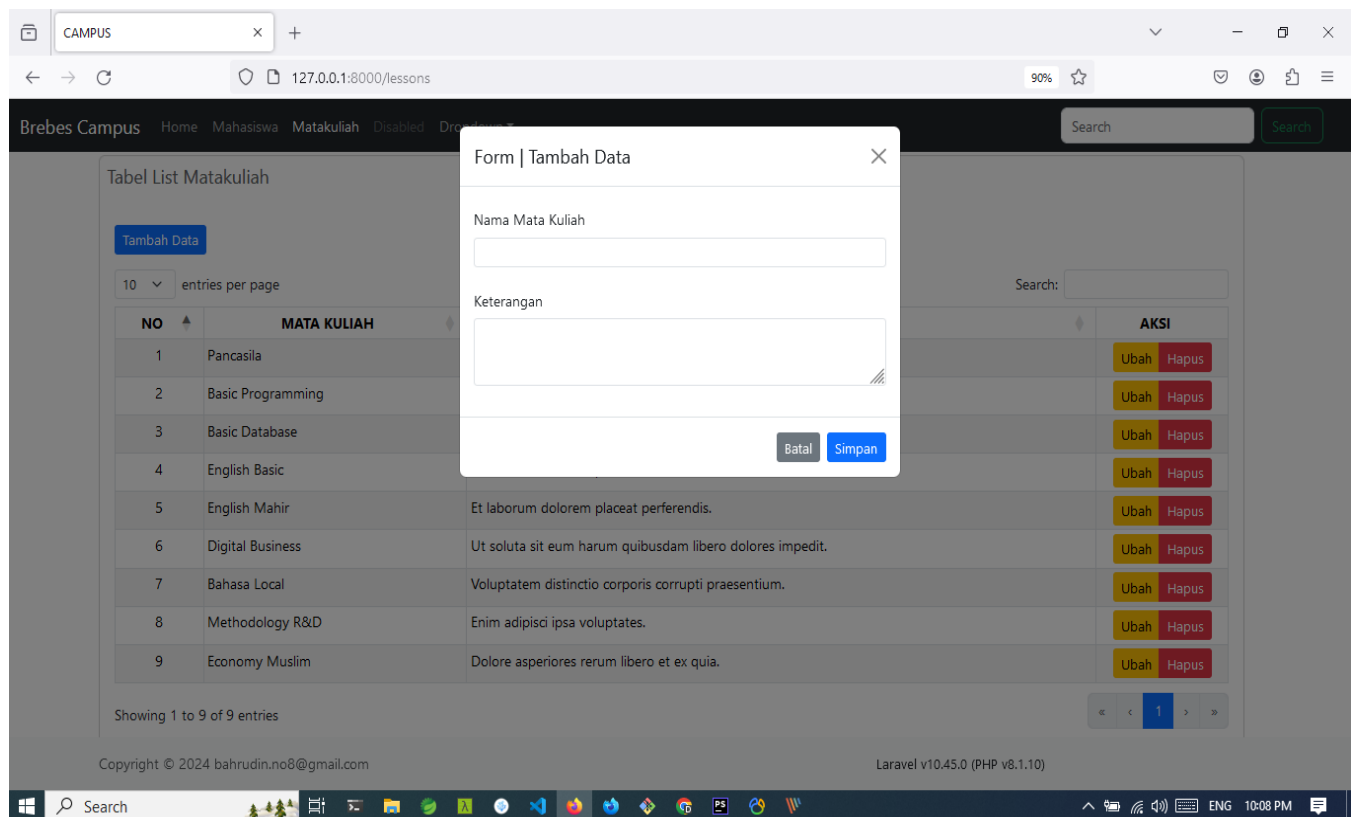 CAMPUS
127.0.0.1:8000/lessons
90%
Brebes Campus Home Mahasiswa Matakuliah Disabled Dropdown Search Search
Form | Tambah Data
Tabel List Matakuliah
Nama Mata Kuliah
Tambah Data
10 entries per page Search:
Keterangan
NO MATA KULIAH AKSI
1 Pancasila Ubah Hapus
2 Basic Programming Ubah Hapus
3 Basic Database Ubah Hapus
Batal Simpan
4 English Basic Ubah Hapus
5 English Mahir Et laborum dolorem placeat perferendis. Ubah Hapus
6 Digital Business Ut soluta sit eum harum quibusdam libero dolores impedit. Ubah Hapus
7 Bahasa Local Voluptatem distinctio corporis corrupti praesentium. Ubah Hapus
8 Methodology R&D Enim adipisci ipsa voluptates. Ubah Hapus
9 Economy Muslim Dolore asperiores rerum libero et ex quia. Ubah Hapus
Showing 1 to 9 of 9 entries « ‹ 1 › »
Copyright © 2024 bahrudin.no8@gmail.com Laravel v10.45.0 (PHP v8.1.10)
Search ENG 10:08 PM